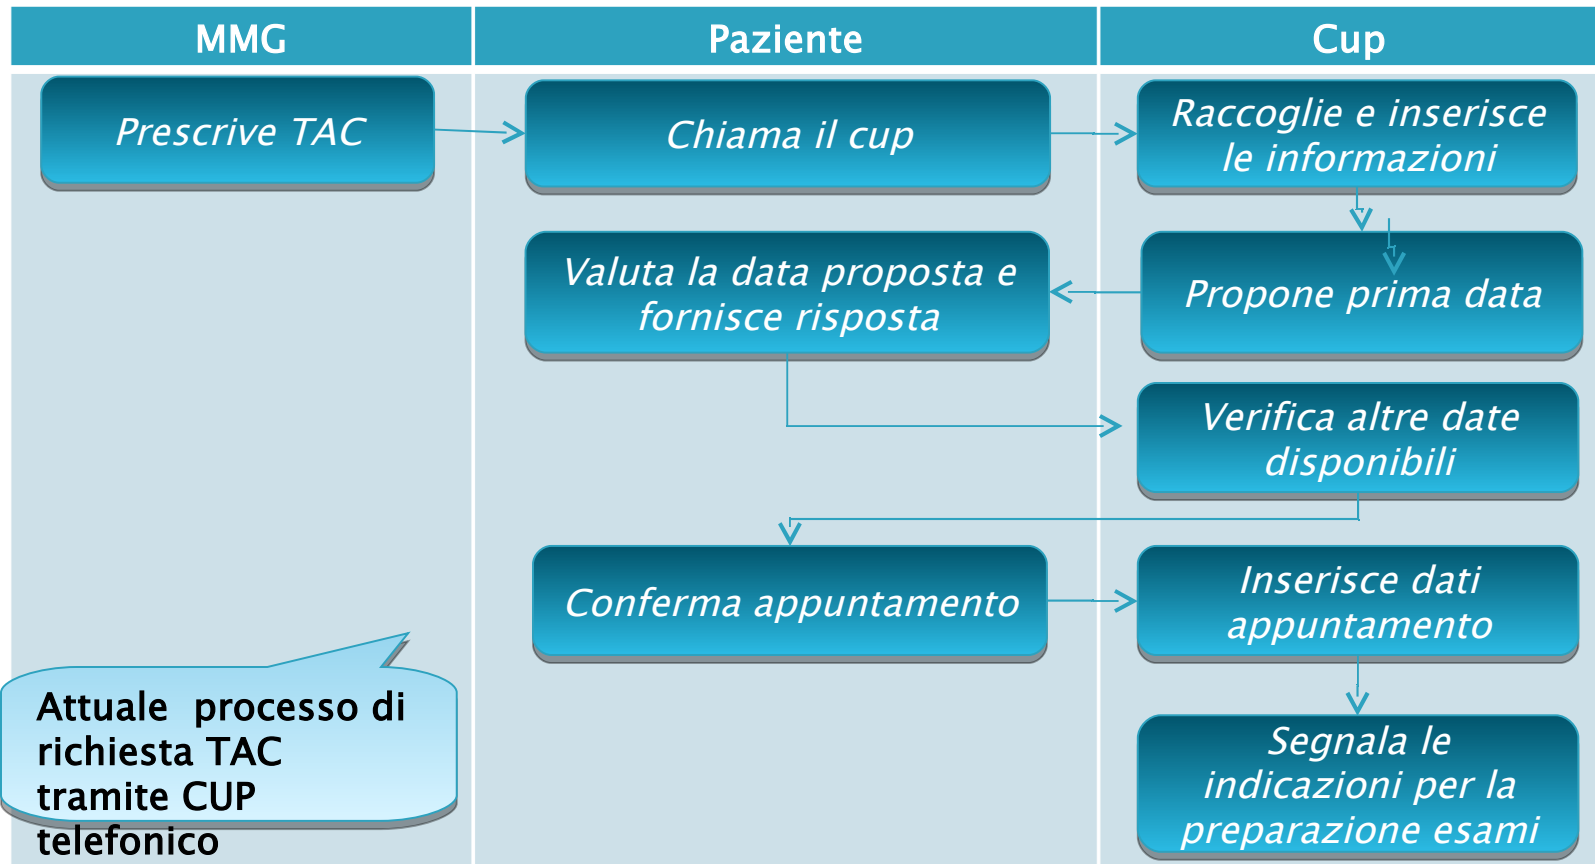 MMG
Paziente
Cup
Prescrive TAC
Chiama il cup
Raccoglie e inserisce
le informazioni
Valuta la data proposta e
fornisce risposta
Propone prima data
Verifica altre date
disponibili
Conferma appuntamento
Inserisce dati
appuntamento
Attuale  processo di
richiesta TAC
tramite CUP
telefonico
Segnala le
indicazioni per la
preparazione esami